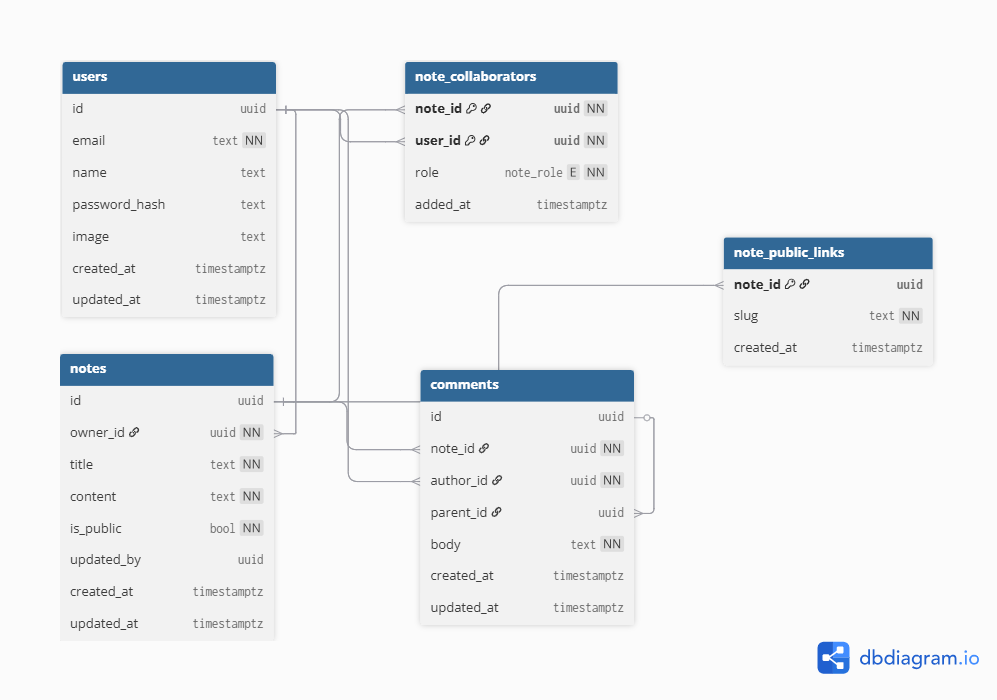 users
id uuid
email text NN
name text
password_hash text
image text
created_at timestamptz
updated_at timestamptz
note_collaborators
note_id uuid NN
user_id uuid NN
role note_role E NN
added_at timestamptz
note_public_links
note_id uuid
slug text NN
created_at timestamptz
notes
id uuid
owner_id uuid NN
title text NN
content text NN
is_public bool NN
updated_by uuid
created_at timestamptz
updated_at timestamptz
comments
id uuid
note_id uuid NN
author_id uuid NN
parent_id uuid
body text NN
created_at timestamptz
updated_at timestamptz
dbdiagram.io